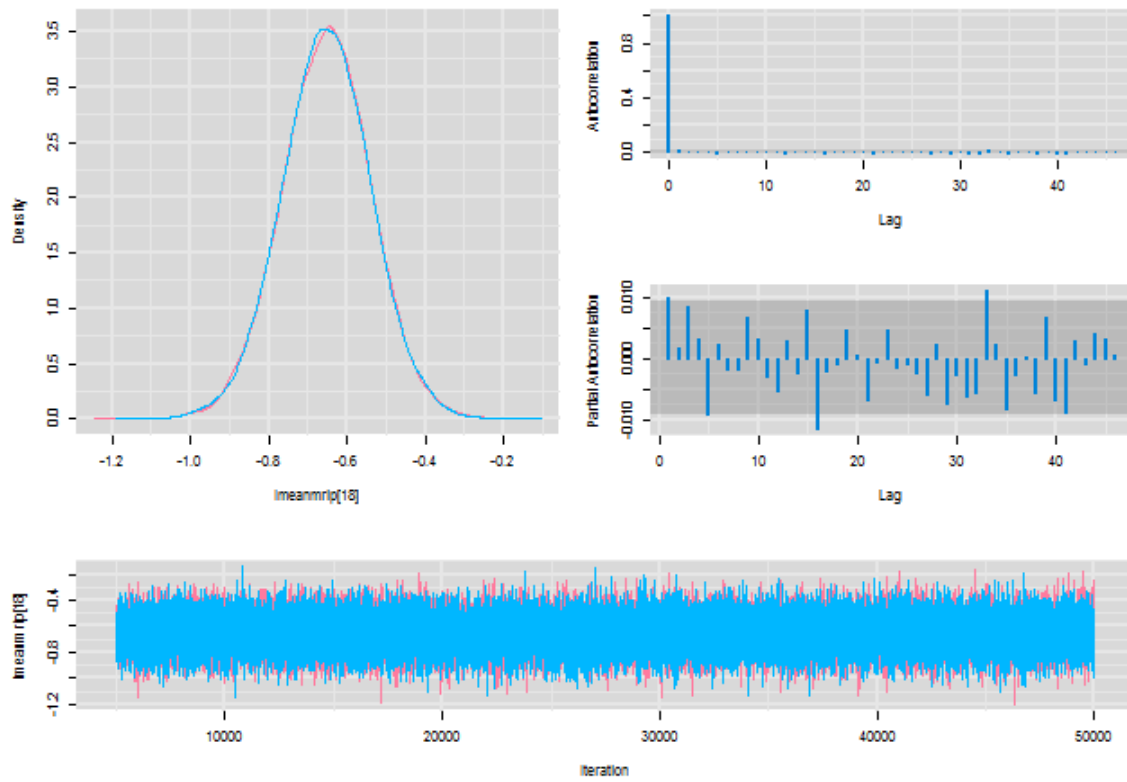 3.5
3.0
2.5
2.0
1.5
1.0
0.5
0.0
Density
-1.2 -1.0 -0.8 -0.6 -0.4 -0.2
lmeanmrip[18]
0.8
0.4
0.0
Autocorrelation
0 10 20 30 40
Lag
0.010
0.000
-0.010
Partial Autocorrelation
0 10 20 30 40
Lag
-0.4
-0.8
-1.2
lmeanmrip[18]
10000 20000 30000 40000 50000
Iteration